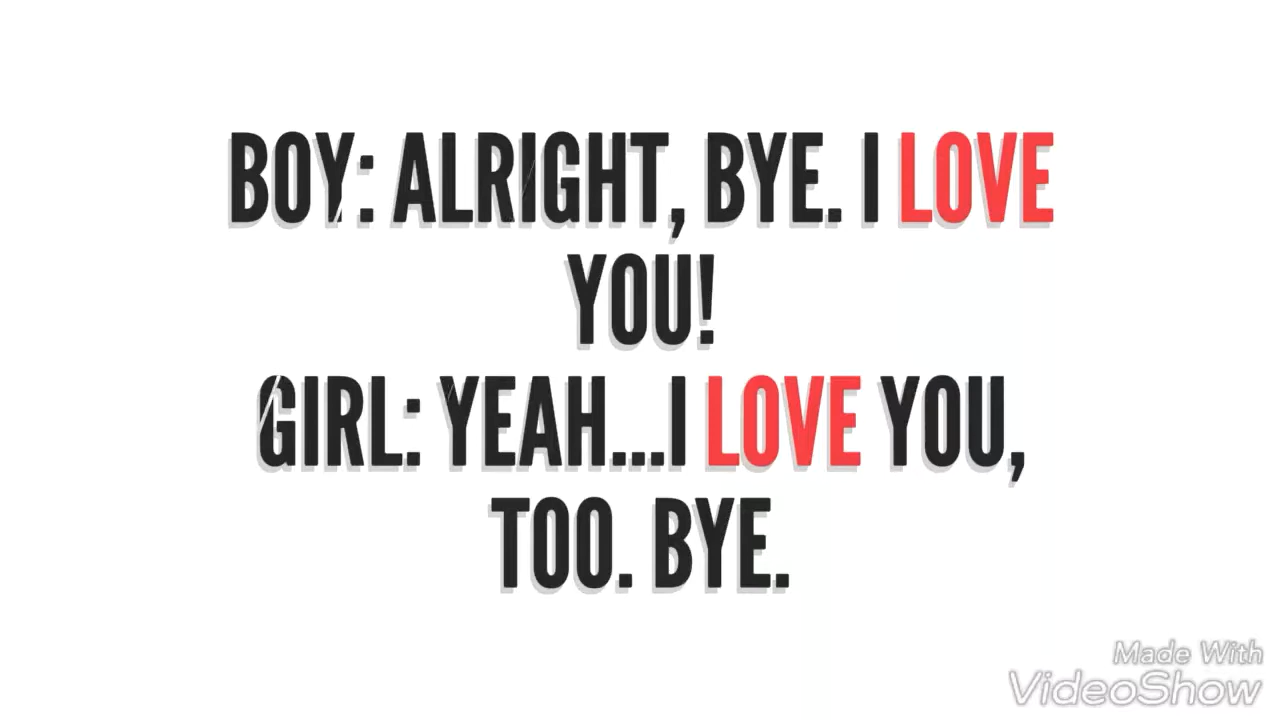 BOY: ALRIGHT, BYE. I LOVE
YOU!
GIRL: YEAH...I LOVE YOU,
TOO. BYE.
Made With
VideoShow